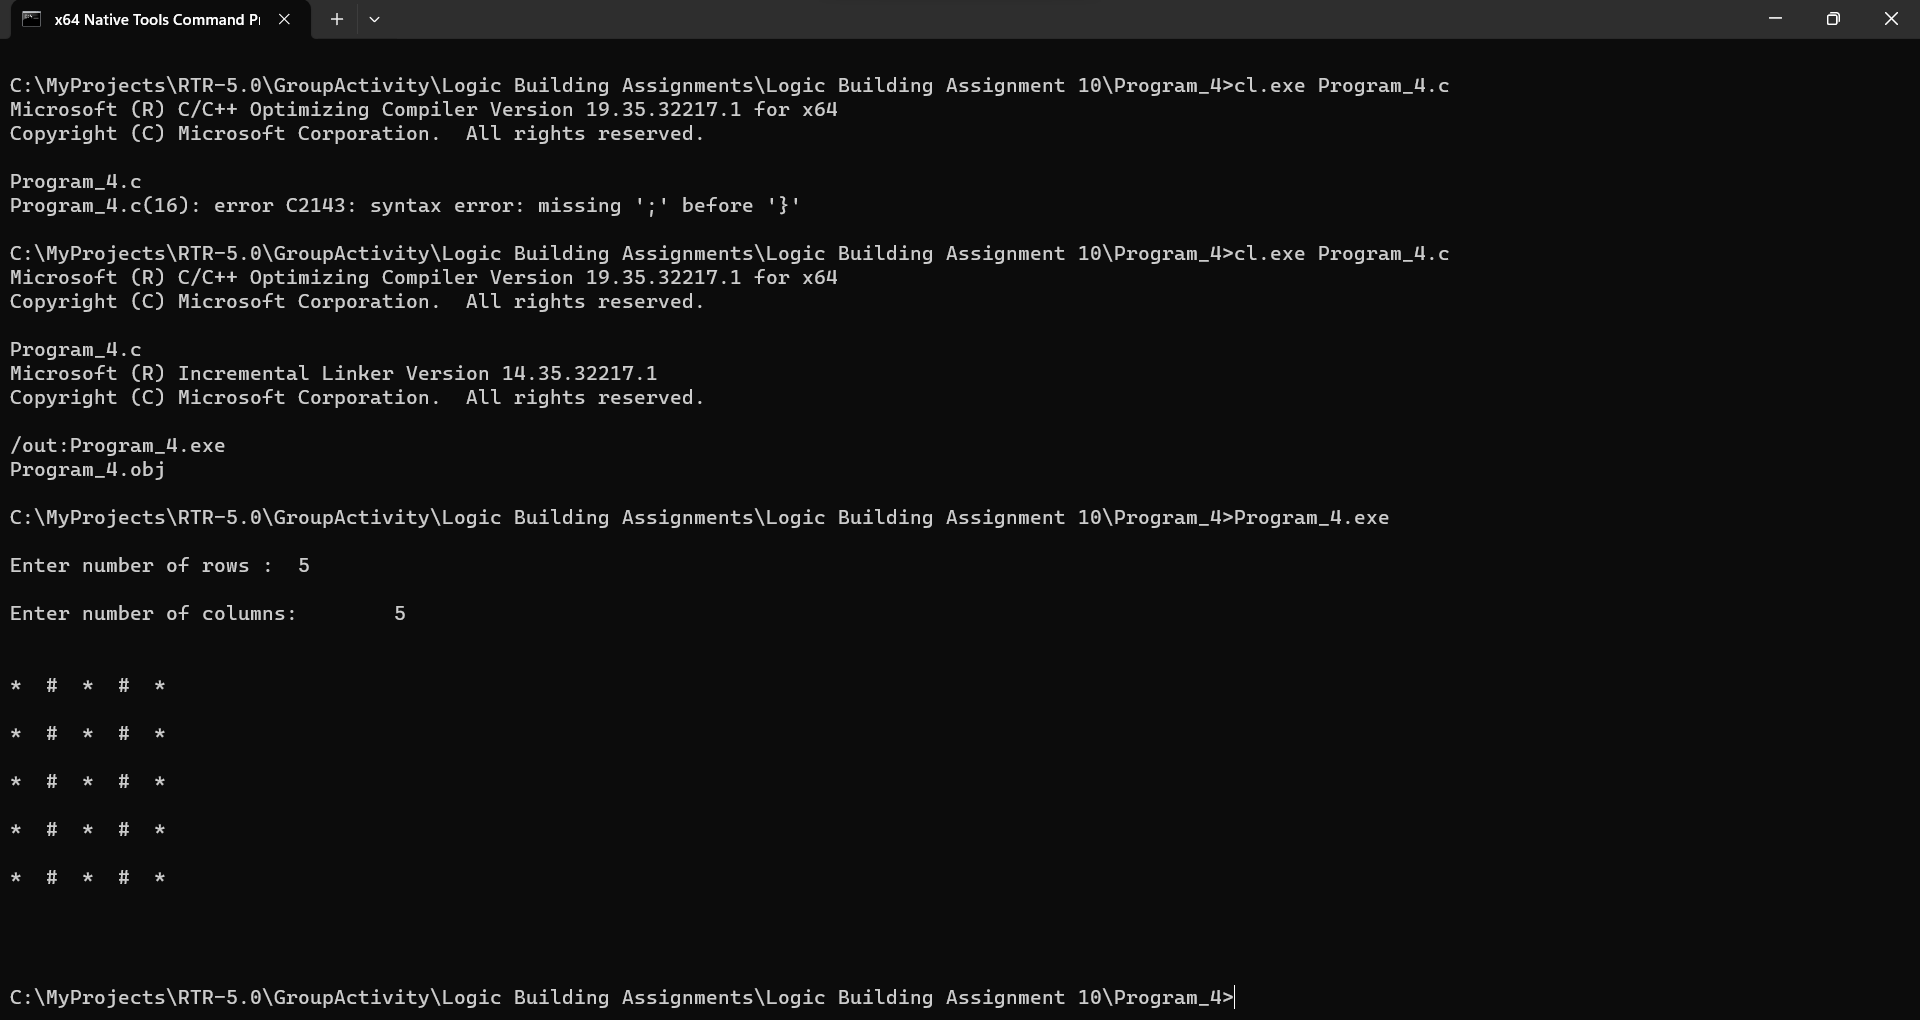 x64 Native Tools Command P
C:\MyProjects\RTR-5.0\GroupActivity\Logic Building Assignments\Logic Building Assignment 10\Program_4>cl.exe Program_4.c
Microsoft (R) C/C++ Optimizing Compiler Version 19.35.32217.1 for x64
Copyright (C) Microsoft Corporation.  All rights reserved.
Program_4.c
Program_4.c(16): error C2143: syntax error: missing ';' before '}'
C:\MyProjects\RTR-5.0\GroupActivity\Logic Building Assignments\Logic Building Assignment 10\Program_4>cl.exe Program_4.c
Microsoft (R) C/C++ Optimizing Compiler Version 19.35.32217.1 for x64
Copyright (C) Microsoft Corporation.  All rights reserved.
Program_4.c
Microsoft (R) Incremental Linker Version 14.35.32217.1
Copyright (C) Microsoft Corporation.  All rights reserved.
/out:Program_4.exe
Program_4.obj
C:\MyProjects\RTR-5.0\GroupActivity\Logic Building Assignments\Logic Building Assignment 10\Program_4>Program_4.exe
Enter number of rows :  5
Enter number of columns:        5
*  #  *  #  *
*  #  *  #  *
*  #  *  #  *
*  #  *  #  *
*  #  *  #  *
C:\MyProjects\RTR-5.0\GroupActivity\Logic Building Assignments\Logic Building Assignment 10\Program_4>